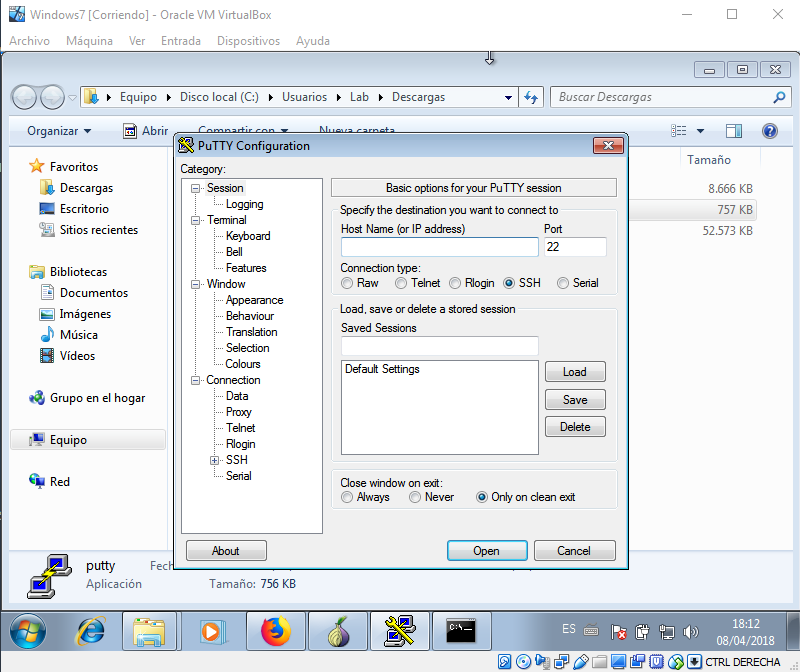 Windows7 [Corriendo] - Oracle VM VirtualBox
Archivo Máquina Ver Entrada Dispositivos Ayuda
Equipo Disco local (C:) Usuarios Lab Descargas
Buscar Descargas
Organizar Abrir Compartir con Nueva carpeta
Tamaño
Favoritos
Descargas
Escritorio
Sitios recientes
Bibliotecas
Documentos
Imágenes
Música
Vídeos
Grupo en el hogar
Equipo
Red
8.666 KB
757 KB
52.573 KB
PuTTY Configuration
Category:
Session
Logging
Terminal
Keyboard
Bell
Features
Window
Appearance
Behaviour
Translation
Selection
Colours
Connection
Data
Proxy
Telnet
Rlogin
SSH
Serial
Basic options for your PuTTY session
Specify the destination you want to connect to
Host Name (or IP address) Port
22
Connection type:
Raw Telnet Rlogin SSH Serial
Load, save or delete a stored session
Saved Sessions
Default Settings
Load
Save
Delete
Close window on exit:
Always Never Only on clean exit
About Open Cancel
putty Fech
Aplicación Tamaño: 756 KB
C:\.
ES
18:12
08/04/2018
CTRL DERECHA